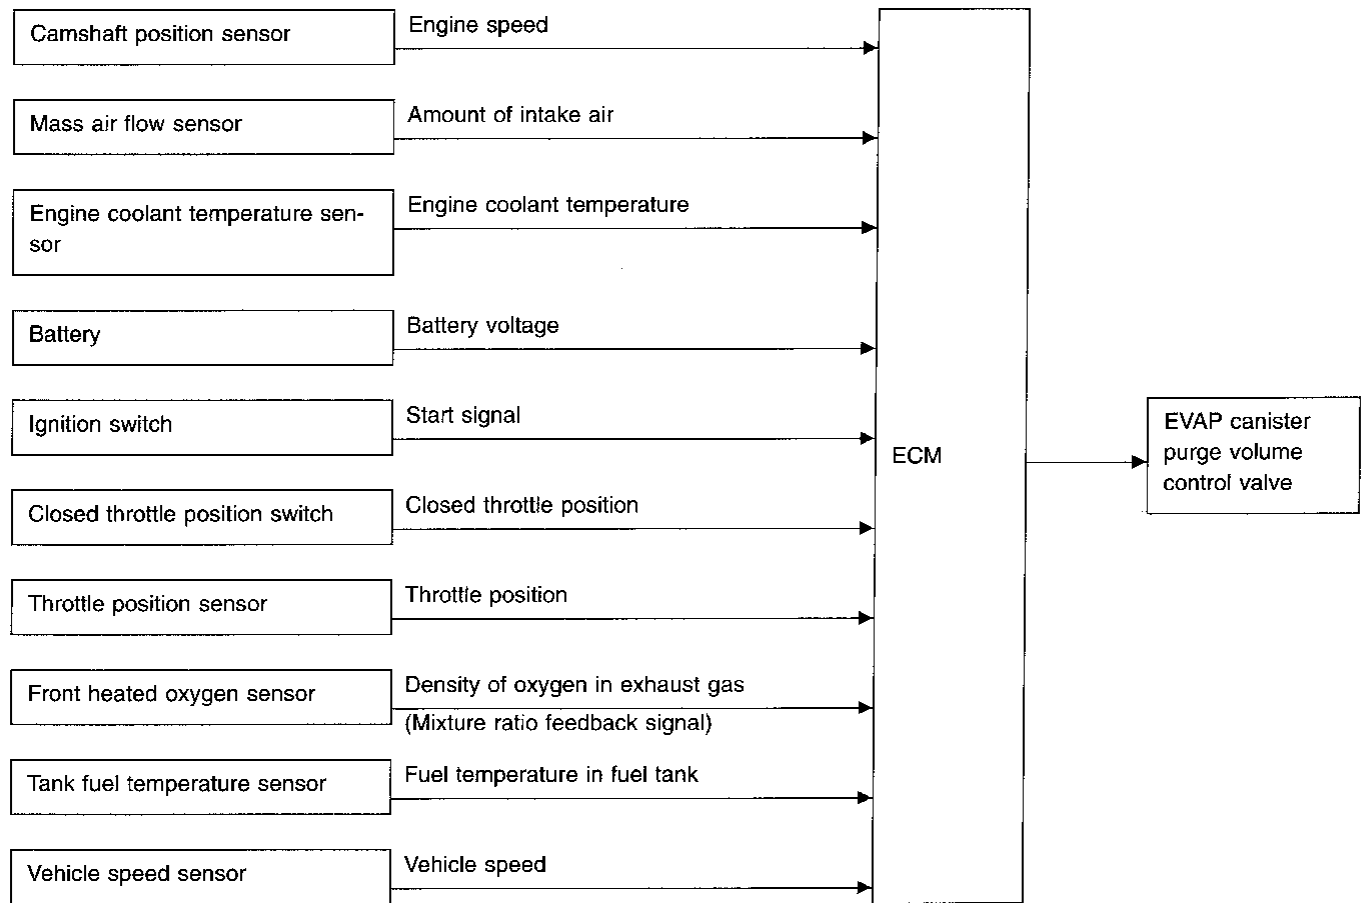 Camshaft position sensor
Engine speed
Mass air flow sensor
Amount of intake air
Engine coolant temperature sen-
sor
Engine coolant temperature
Battery
Battery voltage
Ignition switch
Start signal
Closed throttle position switch
Closed throttle position
Throttle position sensor
Throttle position
Front heated oxygen sensor
Density of oxygen in exhaust gas
(Mixture ratio feedback signal)
Tank fuel temperature sensor
Fuel temperature in fuel tank
Vehicle speed sensor
Vehicle speed
ECM
EVAP canister
purge volume
control valve